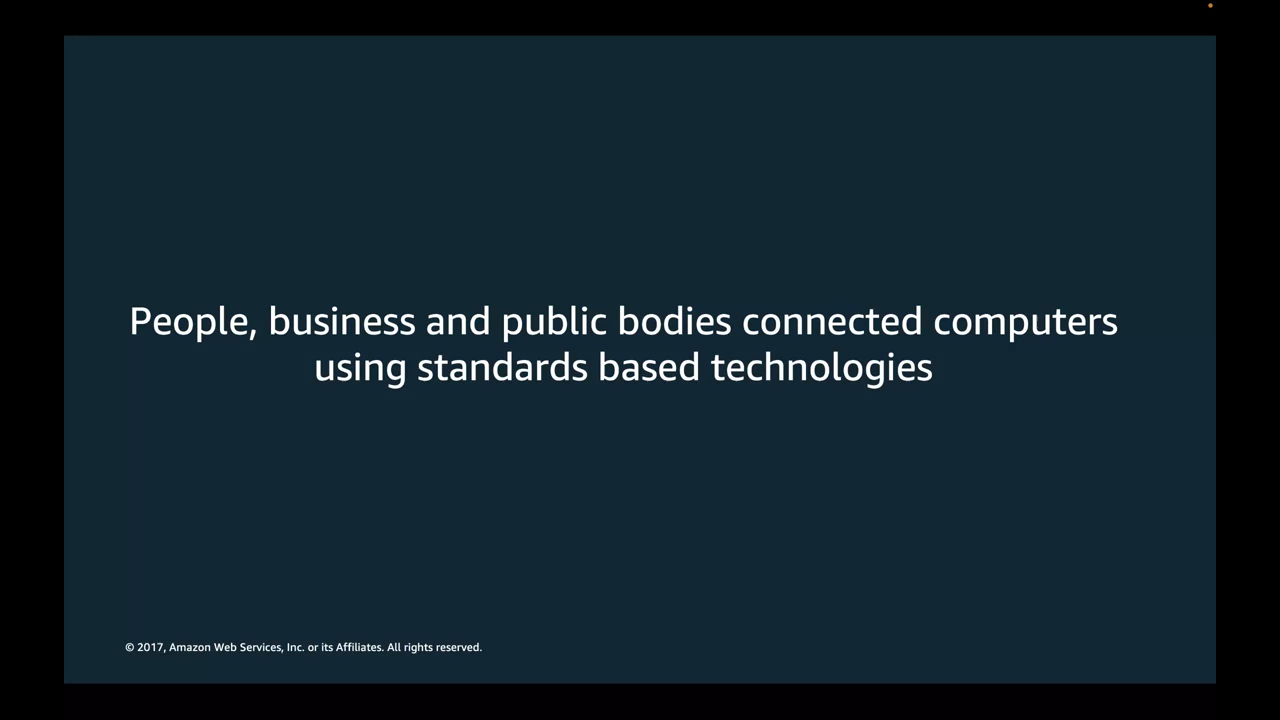 People, business and public bodies connected computers
using standards based technologies
© 2017, Amazon Web Services, Inc. or its Affiliates. All rights reserved.